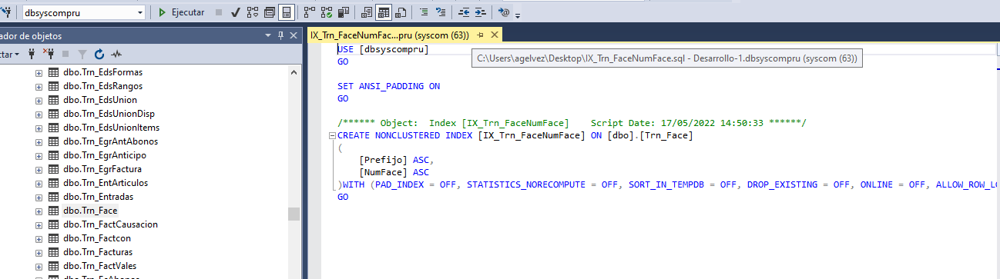 dbsyscompru
Ejecutar
ador de objetos
ctar
dbo.Trn_EdsFormas
dbo.Trn_EdsRangos
dbo.Trn_EdsUnion
dbo.Trn_EdsUnionDisp
dbo.Trn_EdsUnionItems
dbo.Trn_EgrAntAbonos
dbo.Trn_EgrAnticipo
dbo.Trn_EgrFactura
dbo.Trn_EntArticulos
dbo.Trn_Entradas
dbo.Trn_Face
dbo.Trn_FactCausacion
dbo.Trn_Factcon
dbo.Trn_Facturas
dbo.Trn_FactVales
IX_Trn_FaceNumFac...pru (syscom (63))
USE [dbsyscompru]
C:\Users\agelvez\Desktop\IX_Trn_FaceNumFace.sql - Desarrollo-1.dbsyscompru (syscom (63))
GO
SET ANSI_PADDING ON
GO
/****** Object:  Index [IX_Trn_FaceNumFace]    Script Date: 17/05/2022 14:50:33 ******/
CREATE NONCLUSTERED INDEX [IX_Trn_FaceNumFace] ON [dbo].[Trn_Face]
(
[Prefijo] ASC,
[NumFace] ASC
)WITH (PAD_INDEX = OFF, STATISTICS_NORECOMPUTE = OFF, SORT_IN_TEMPDB = OFF, DROP_EXISTING = OFF, ONLINE = OFF, ALLOW_ROW_LO
GO